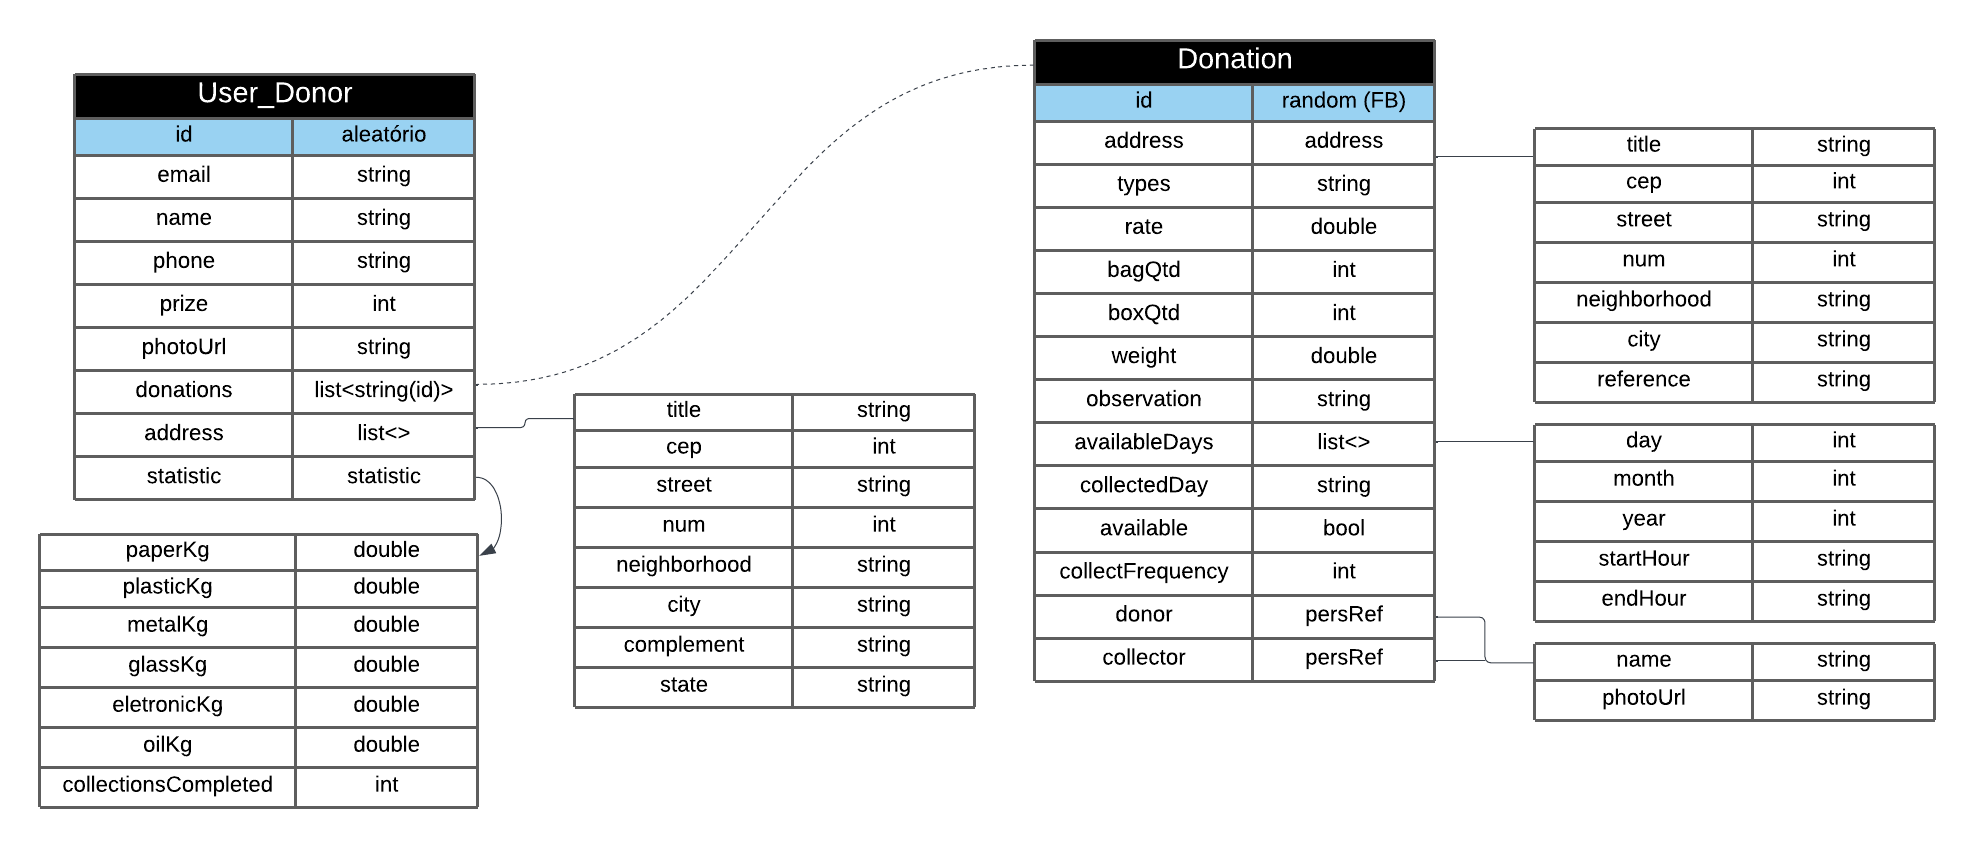 User_Donor
id aleatório
email string
name string
phone string
prize int
photoUrl string
donations list<string(id)>
address list<>
statistic statistic
paperKg double
plasticKg double
metalKg double
glassKg double
eletronicKg double
oilKg double
collectionsCompleted int
title string
cep int
street string
num int
neighborhood string
city string
complement string
state string
Donation
id random (FB)
address address
types string
rate double
bagQtd int
boxQtd int
weight double
observation string
availableDays list<>
collectedDay string
available bool
collectFrequency int
donor persRef
collector persRef
title string
cep int
street string
num int
neighborhood string
city string
reference string
day int
month int
year int
startHour string
endHour string
name string
photoUrl string